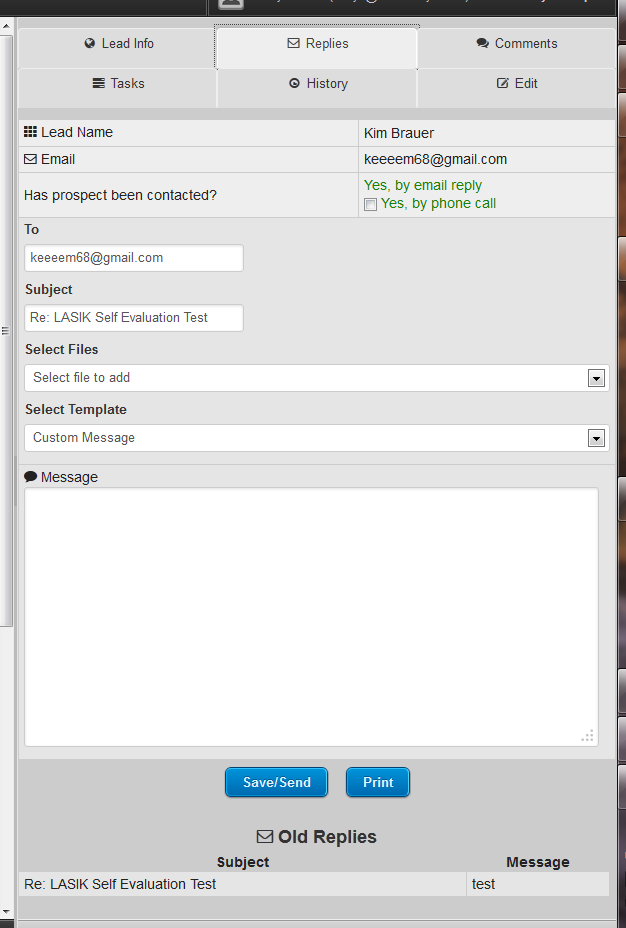 Lead Info
Replies
Comments
Tasks
History
Edit
Lead Name
Kim Brauer
Email
keeeem68@gmail.com
Has prospect been contacted?
Yes, by email reply
Yes, by phone call
To
keeeem68@gmail.com
Subject
Re: LASIK Self Evaluation Test
Select Files
Select file to add
Select Template
Custom Message
Message
Save/Send
Print
Old Replies
Subject
Message
Re: LASIK Self Evaluation Test
test